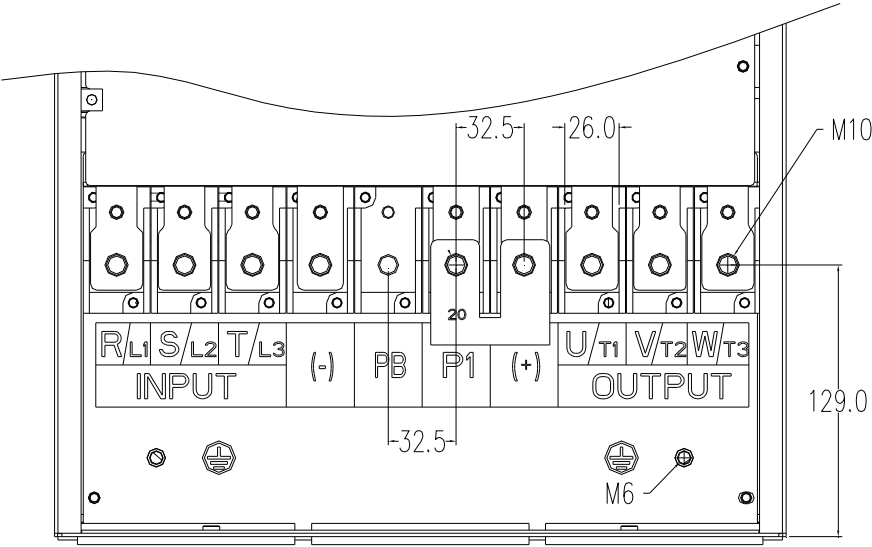 32.5 26.0 M10
20
R/L1 S/L2 T/L3 (-) PB P1 (+) U/T1 V/T2 W/T3
INPUT OUTPUT
129.0
32.5
M6